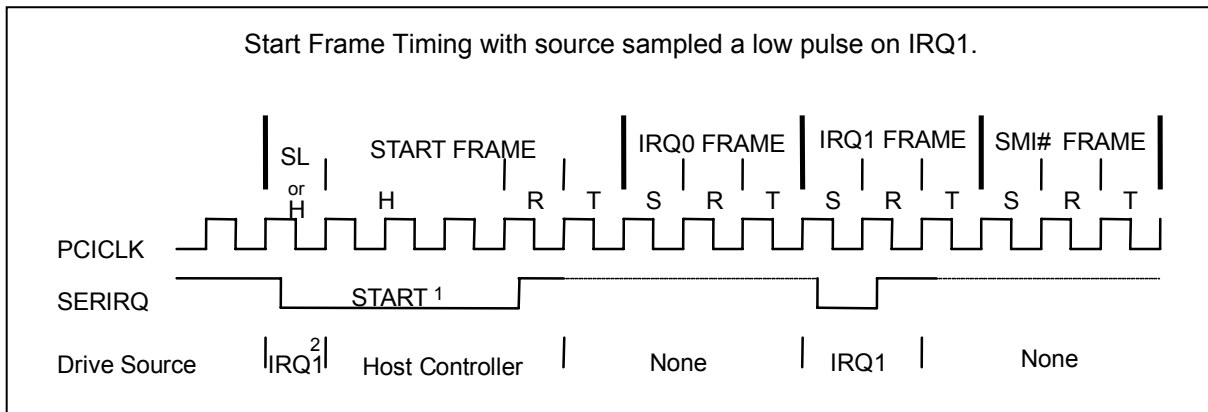 Start Frame Timing with source sampled a low pulse on IRQ1.
SL or H
START FRAME
IRQ0 FRAME
IRQ1 FRAME
SMI# FRAME
H R T S R T S R T S R T
PCICLK
SERIRQ
START 1
Drive Source
IRQ1 2
Host Controller
None
IRQ1
None